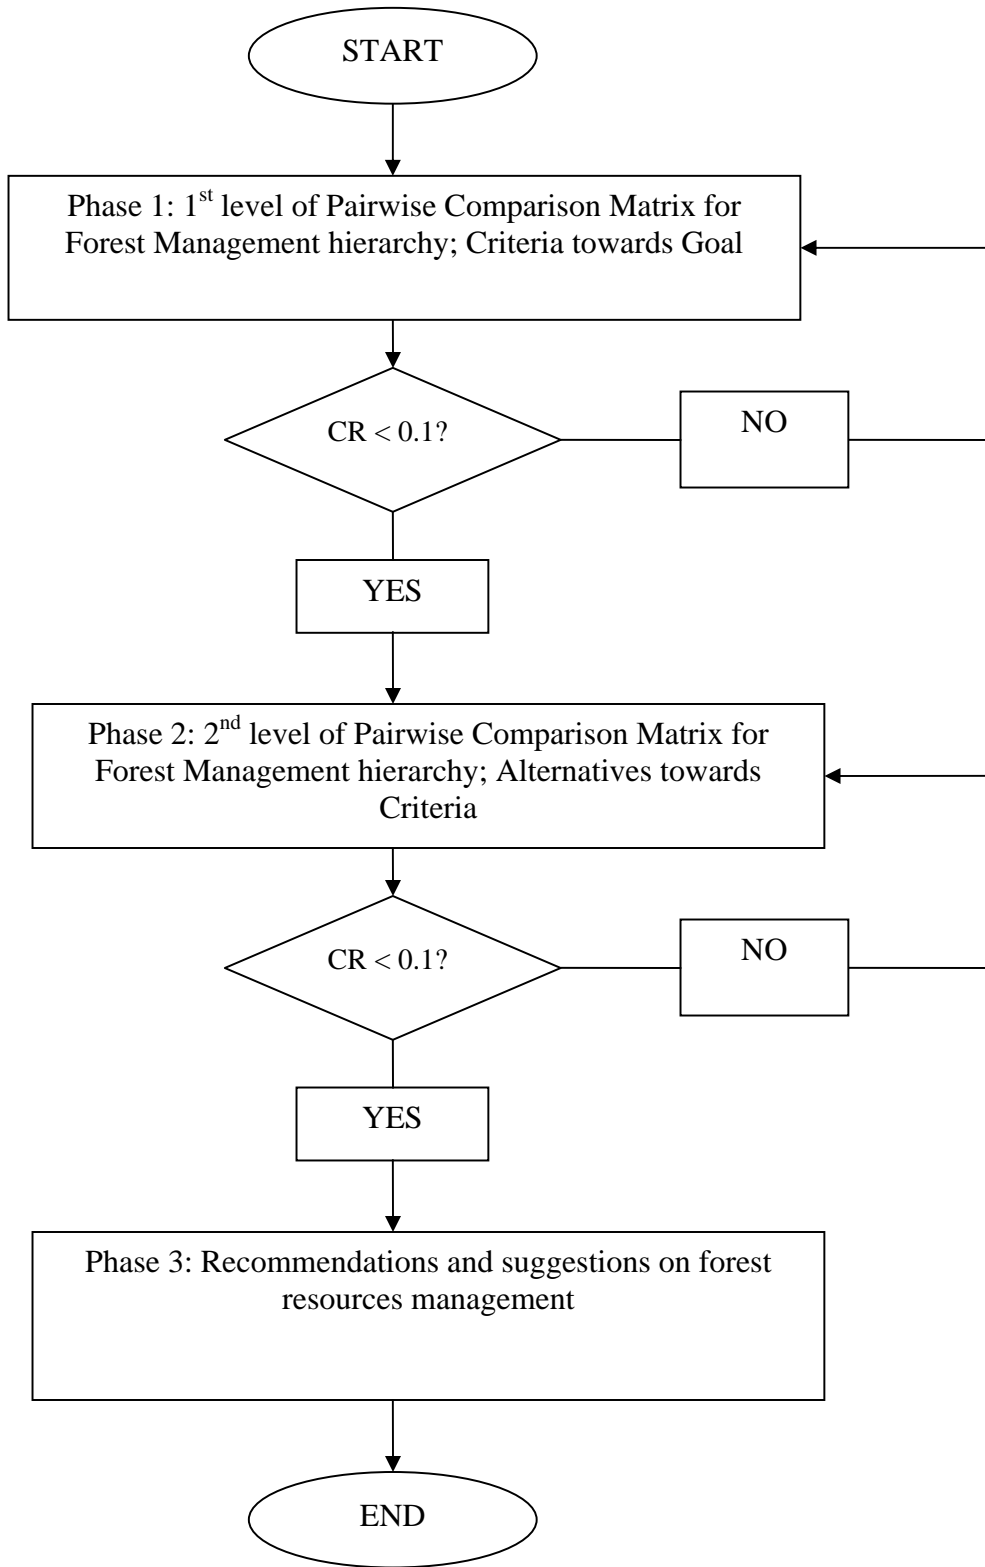 START
Phase 1: 1st level of Pairwise Comparison Matrix for
Forest Management hierarchy; Criteria towards Goal
CR < 0.1?
NO
YES
Phase 2: 2nd level of Pairwise Comparison Matrix for
Forest Management hierarchy; Alternatives towards
Criteria
CR < 0.1?
NO
YES
Phase 3: Recommendations and suggestions on forest
resources management
END